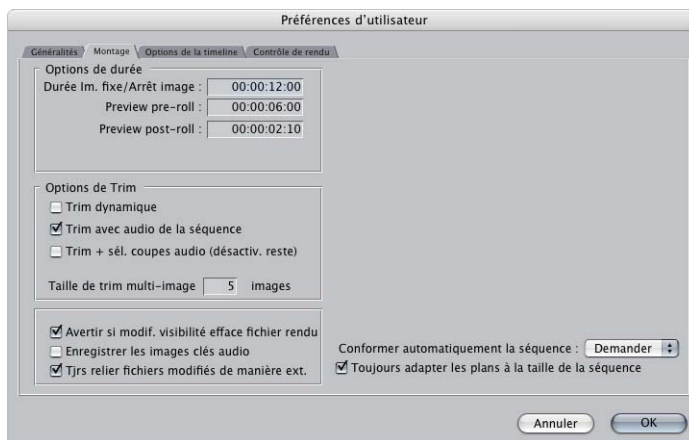 Préférences d'utilisateur
Généralités Montage Options de la timeline Contrôle de rendu
Options de durée
Durée Im. fixe/Arrêt image : 00:00:12:00
Preview pre-roll : 00:00:06:00
Preview post-roll : 00:00:02:10
Options de Trim
Trim dynamique
Trim avec audio de la séquence
Trim + sél. coupes audio (désactiv. reste)
Taille de trim multi-image 5 images
Avertir si modif. visibilité efface fichier rendu
Enregistrer les images clés audio
Tjrs relier fichiers modifiés de manière ext.
Conformer automatiquement la séquence : Demander
Toujours adapter les plans à la taille de la séquence
Annuler OK